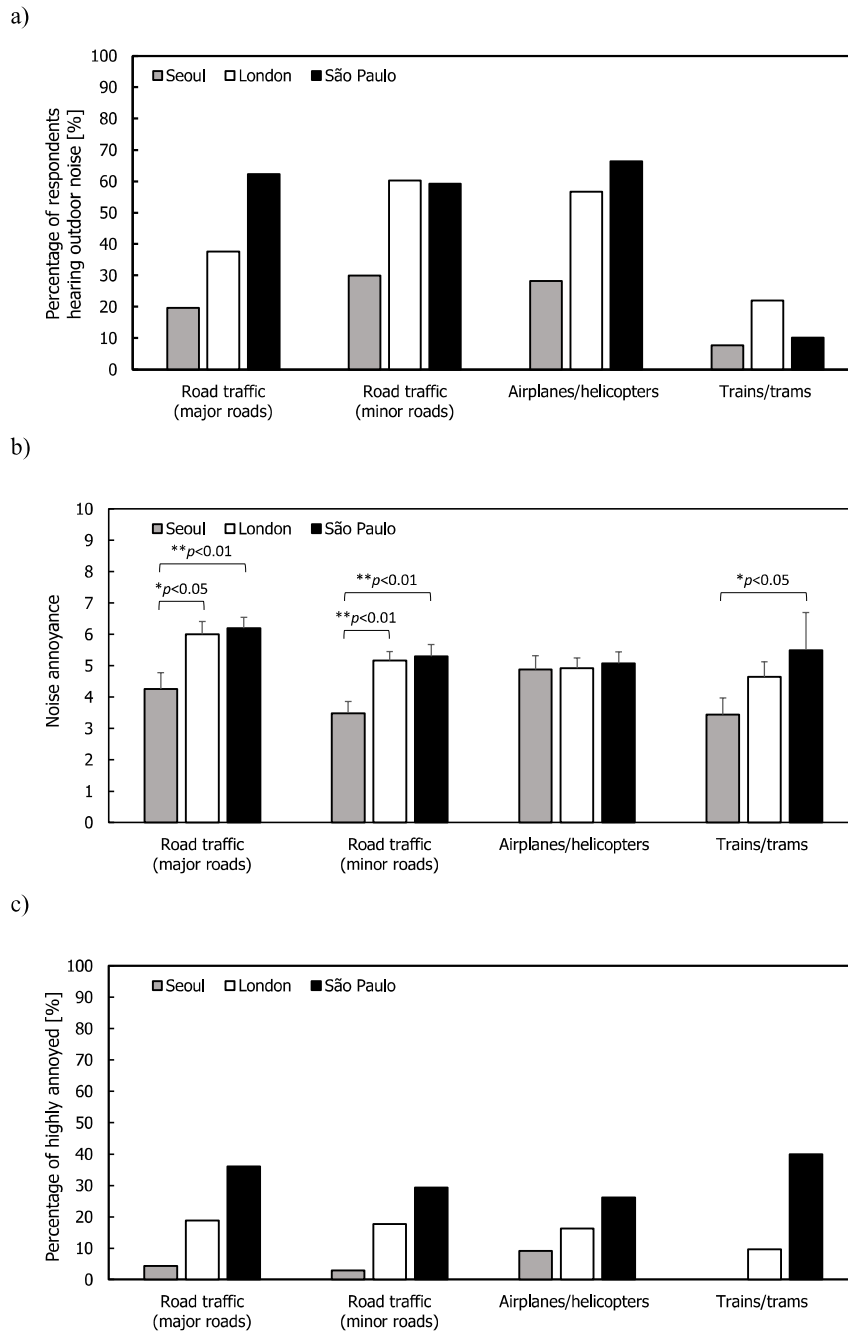 a)
100
90
80
70
60
50
40
30
20
10
0
Percentage of respondents
hearing outdoor noise [%]
Seoul London São Paulo
Road traffic
(major roads)
Road traffic
(minor roads)
Airplanes/helicopters
Trains/trams
b)
10
9
8
7
6
5
4
3
2
1
0
Noise annoyance
Seoul London São Paulo
**p<0.01
*p<0.05
**p<0.01
**p<0.01
*p<0.05
Road traffic
(major roads)
Road traffic
(minor roads)
Airplanes/helicopters
Trains/trams
c)
100
90
80
70
60
50
40
30
20
10
0
Percentage of highly annoyed [%]
Seoul London São Paulo
Road traffic
(major roads)
Road traffic
(minor roads)
Airplanes/helicopters
Trains/trams